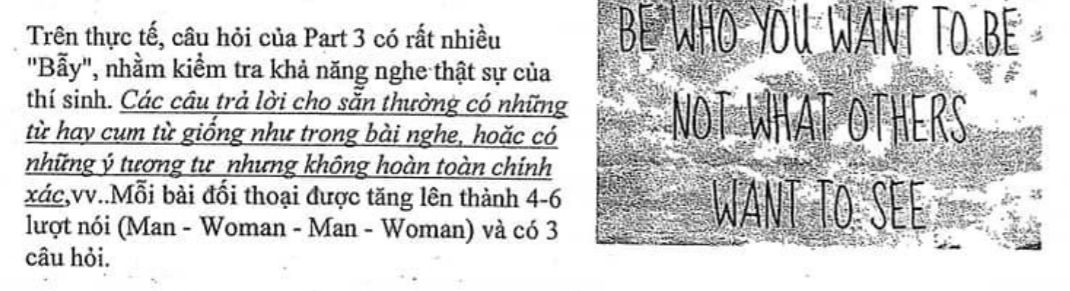 Trên thực tế, câu hỏi của Part 3 có rất nhiều
"Bẫy", nhằm kiểm tra khả năng nghe thật sự của
thí sinh. Các câu trả lời cho sẵn thường có những
từ hay cụm từ giống như trong bài nghe, hoặc có
những ý tương tự nhưng không hoàn toàn chính
xác,vv..Mỗi bài đối thoại được tăng lên thành 4-6
lượt nói (Man - Woman - Man - Woman) và có 3
câu hỏi.
BE WHO YOU WANT TO BE
NOT WHAT OTHERS
WANT TO SEE